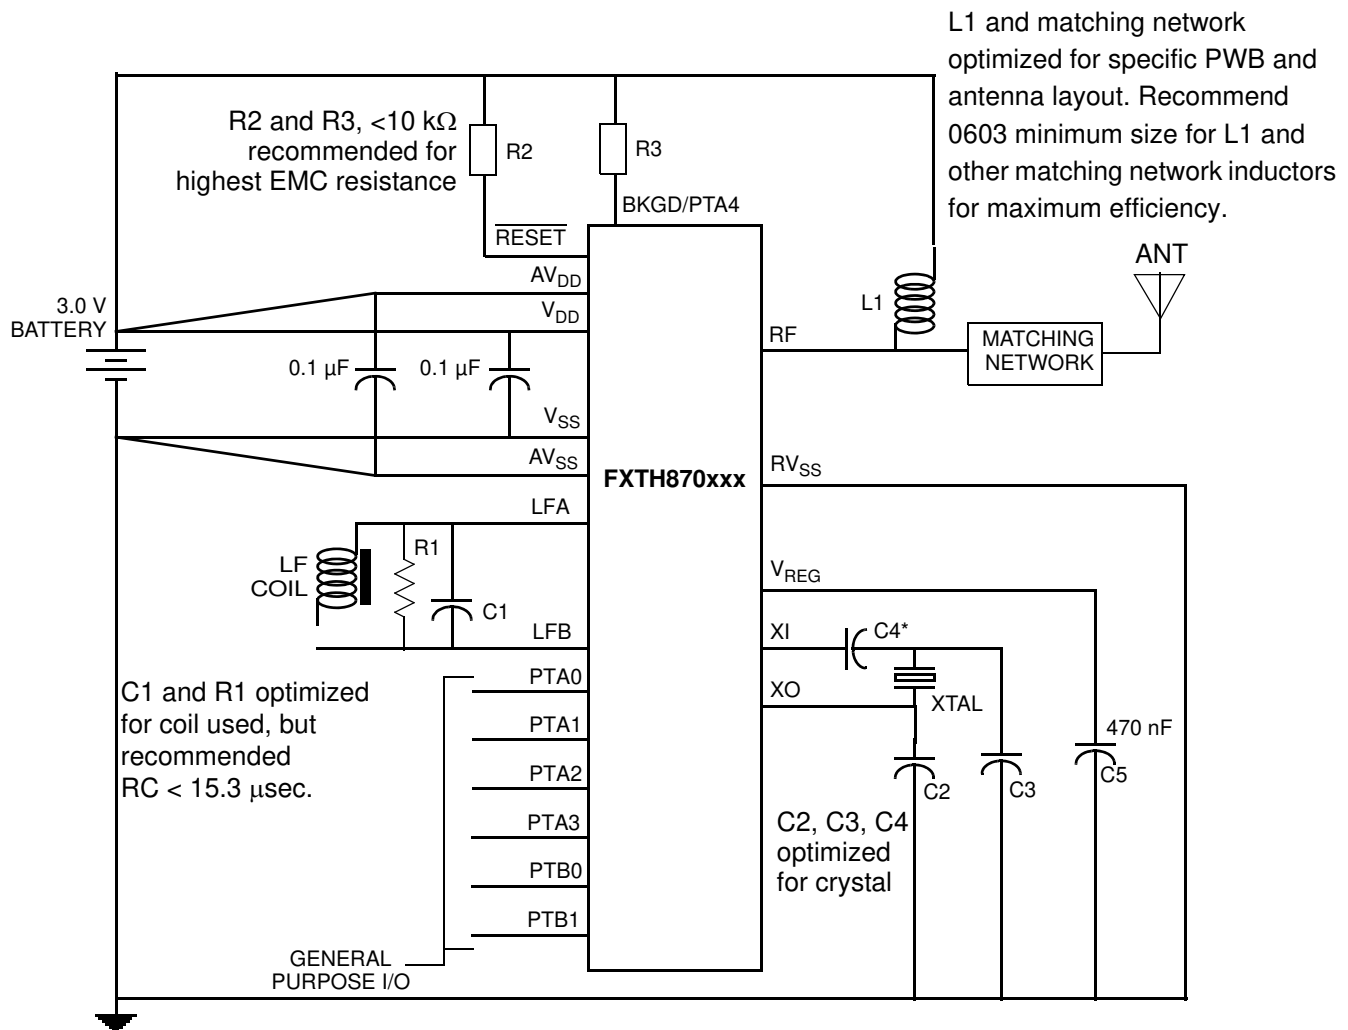 L1 and matching network
optimized for specific PWB and
antenna layout. Recommend
0603 minimum size for L1 and
other matching network inductors
for maximum efficiency.
R2 and R3, <10 kΩ
recommended for
highest EMC resistance
R2
R3
BKGD/PTA4
RESET
AVDD
VDD
3.0 V
BATTERY
0.1 µF
0.1 µF
VSS
AVSS
LFA
LF
COIL
R1
C1
LFB
C1 and R1 optimized
for coil used, but
recommended
RC < 15.3 µsec.
PTA0
PTA1
PTA2
PTA3
PTB0
PTB1
GENERAL
PURPOSE I/O
FXTH870xxx
ANT
L1
RF
MATCHING
NETWORK
RVSS
VREG
XI
C4*
XO
XTAL
470 nF
C5
C2
C3
C2, C3, C4
optimized
for crystal